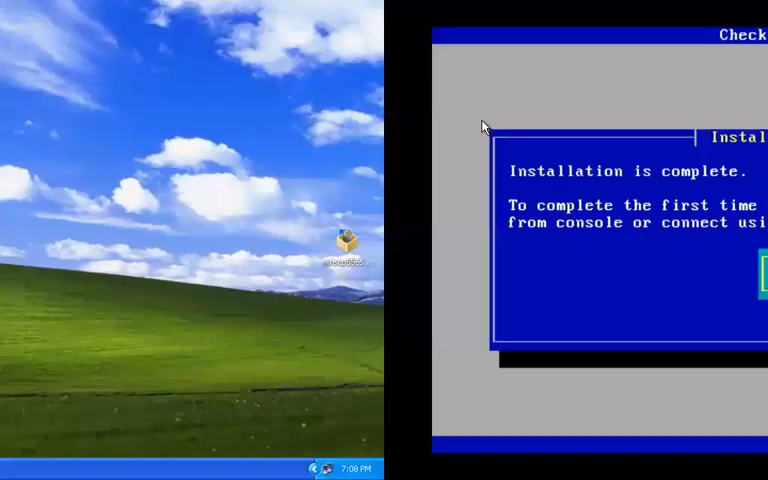 Check
Instal
Installation is complete.
To complete the first time
from console or connect usi
7:08 PM